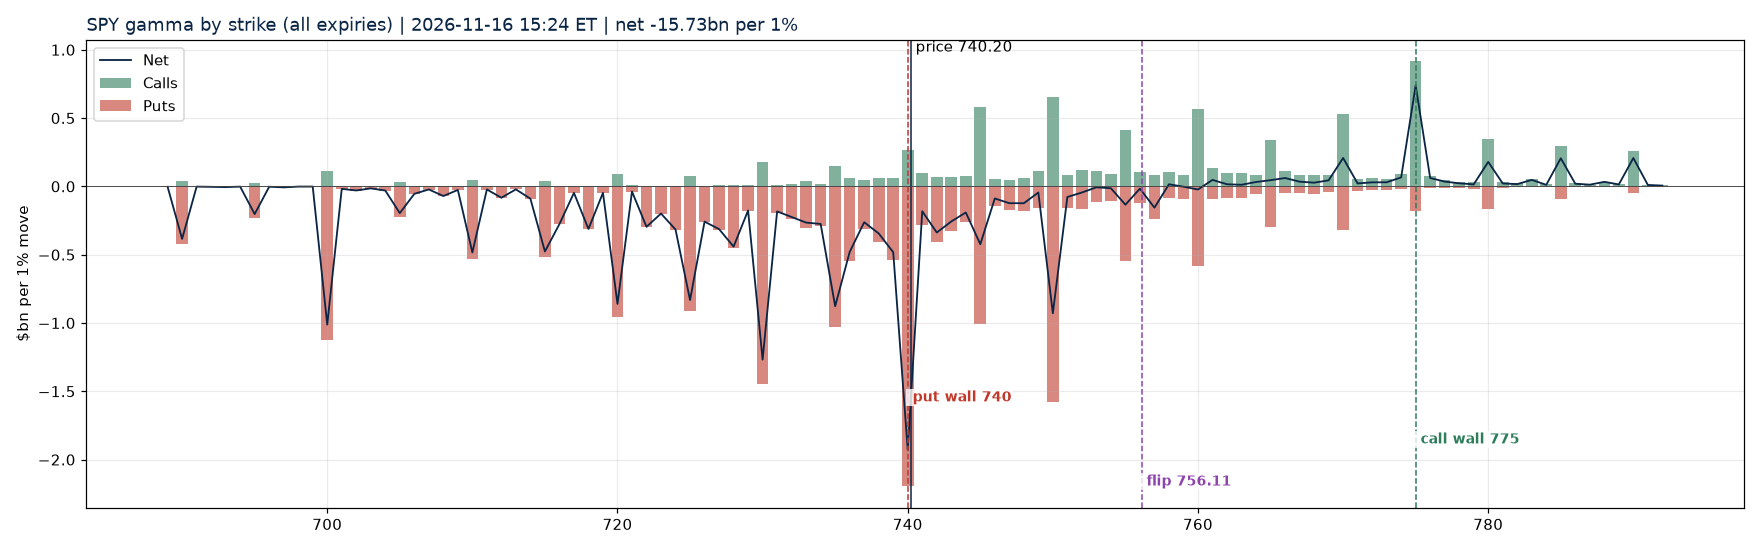 SPY gamma by strike (all expiries) | 2026-11-16 15:24 ET | net -15.73bn per 1%
price 740.20
Net
Calls
Puts
1.0
0.5
0.0
−0.5
−1.0
−1.5
−2.0
$bn per 1% move
put wall 740
call wall 775
flip 756.11
700
720
740
760
780